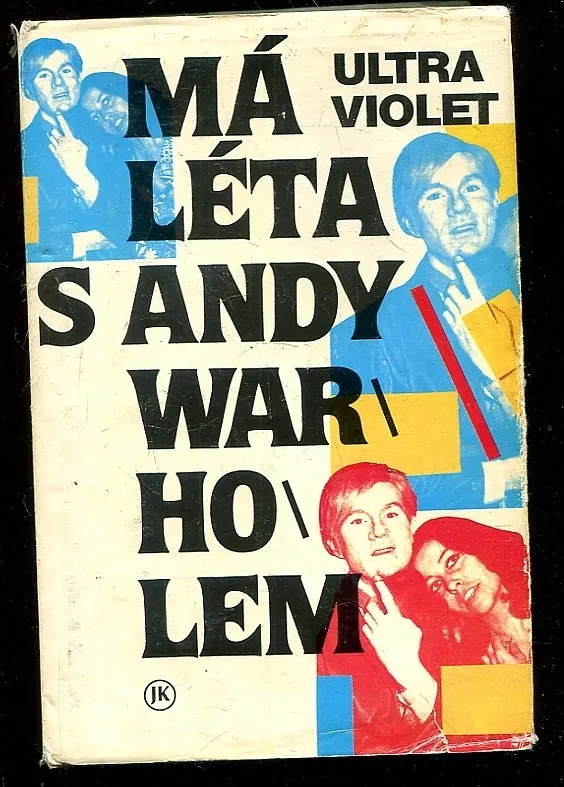 ULTRA
VIOLET
MÁ
LÉTA
S ANDY
WAR\
HO\
LEM
JK